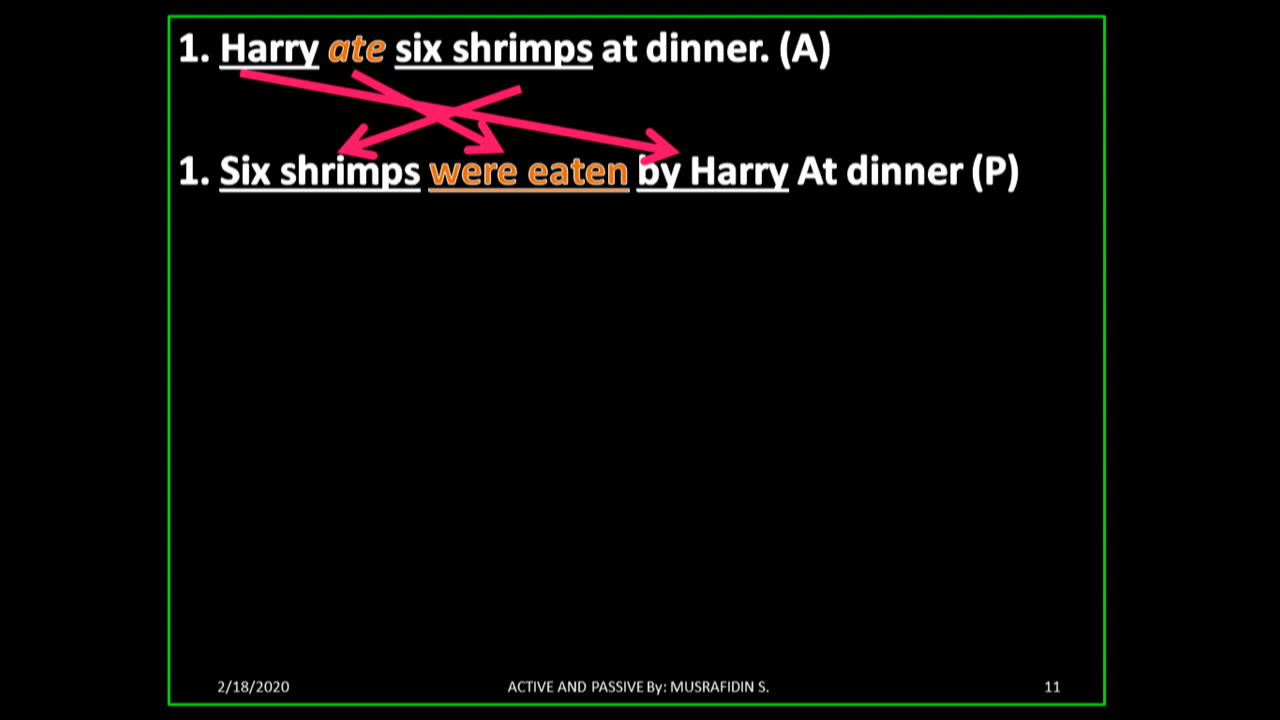 1. Harry ate six shrimps at dinner. (A)
1. Six shrimps were eaten by Harry At dinner (P)
2/18/2020 ACTIVE AND PASSIVE By: MUSRAFIDIN S. 11